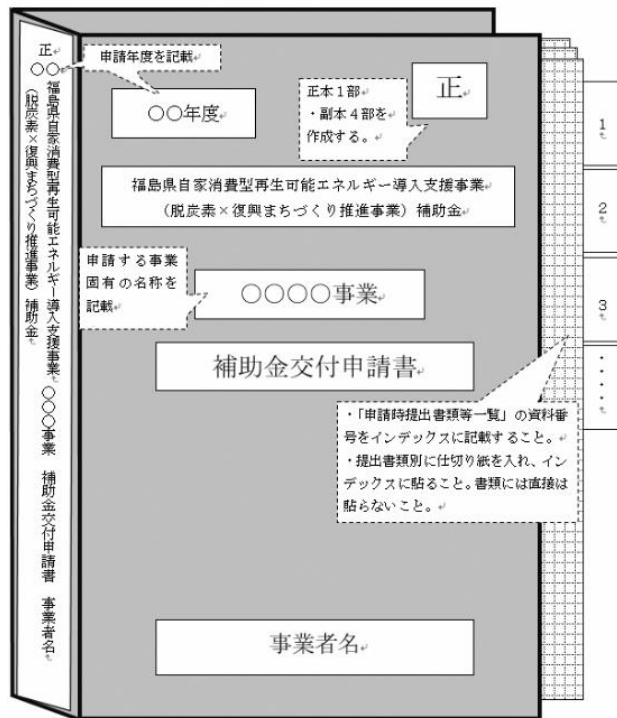 正
○○
福島県自家消費型再生可能エネルギー導入支援事業
（脱炭素×復興まちづくり推進事業）補助金
○○○事業 補助金交付申請書 事業者名
申請年度を記載
○○年度
正本１部
・副本４部を
作成する。
正
福島県自家消費型再生可能エネルギー導入支援事業
（脱炭素×復興まちづくり推進事業）補助金
申請する事業
固有の名称を
記載
○○○○事業
補助金交付申請書
・「申請時提出書類等一覧」の資料番
号をインデックスに記載すること。
・提出書類別に仕切り紙を入れ、イン
デックスに貼ること。書類には直接は
貼らないこと。
事業者名
1
2
3
・・・・